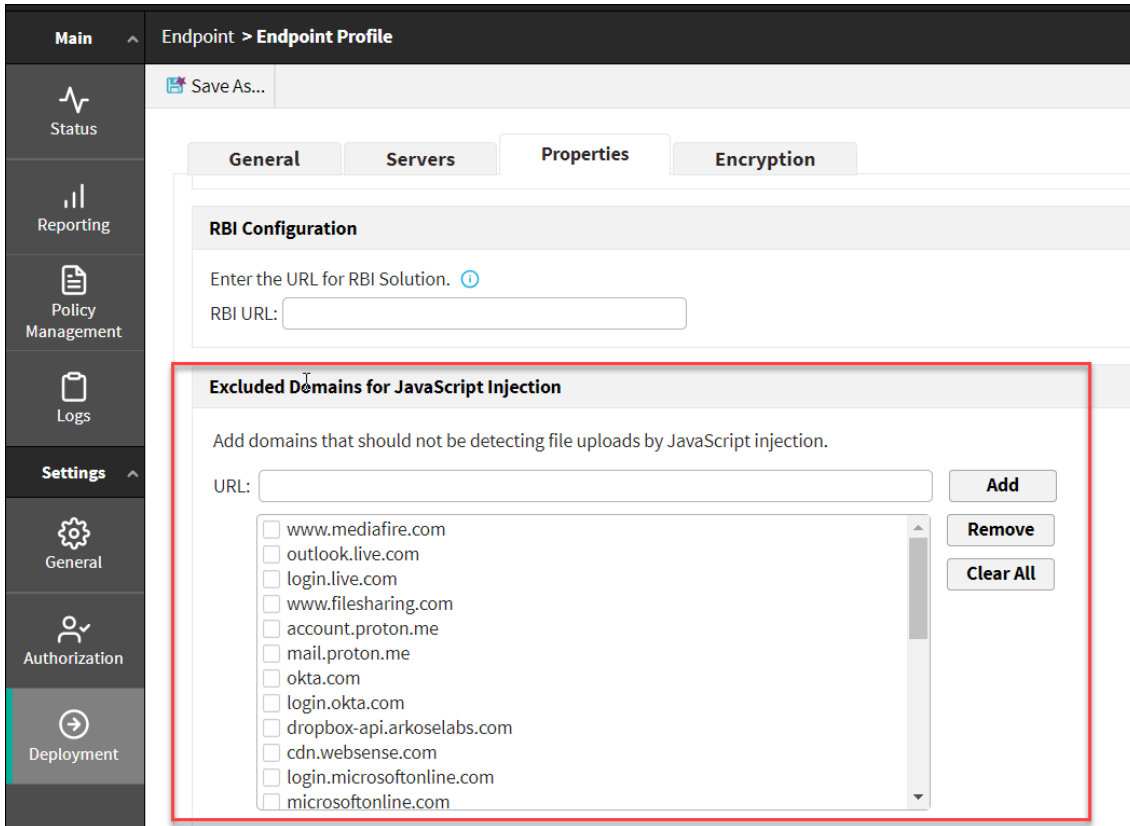 Main
Endpoint > Endpoint Profile
Save As...
Status
General
Servers
Properties
Encryption
Reporting
RBI Configuration
Enter the URL for RBI Solution.
RBI URL:
Policy
Management
Excluded Domains for JavaScript Injection
Logs
Add domains that should not be detecting file uploads by JavaScript injection.
Settings
URL:
Add
www.mediafire.com
Remove
outlook.live.com
login.live.com
Clear All
General
www.filesharing.com
account.proton.me
mail.proton.me
Authorization
okta.com
login.okta.com
dropbox-api.arkoselabs.com
Deployment
cdn.websense.com
login.microsoftonline.com
microsoftonline.com